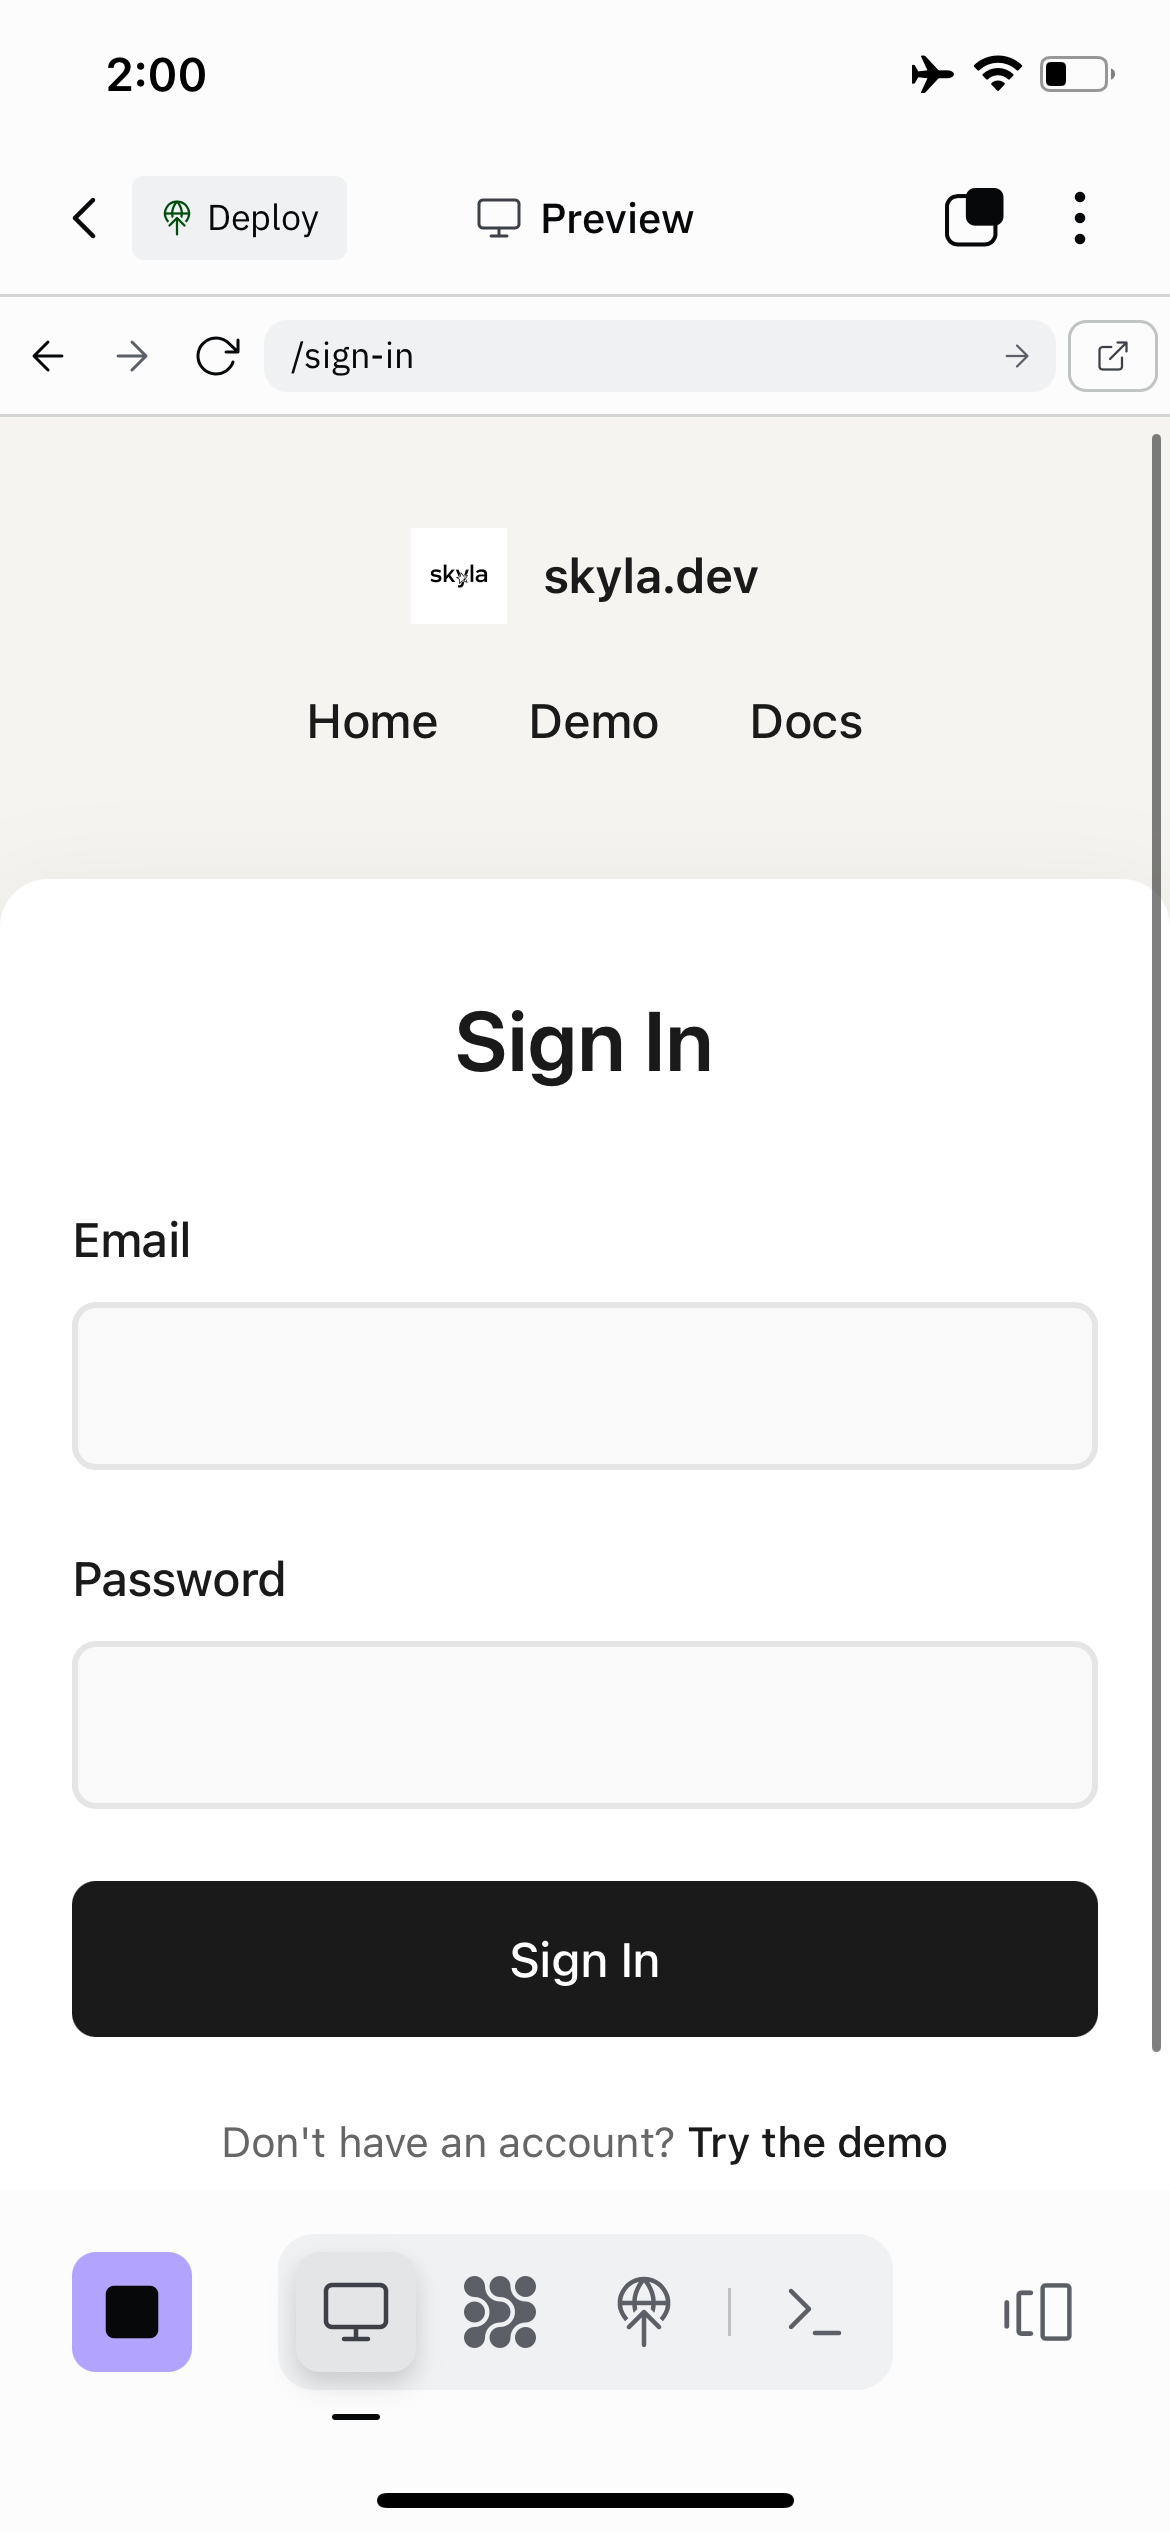 2:00
Deploy
Preview
/sign-in
skyla
skyla.dev
Home Demo Docs
Sign In
Email
Password
Sign In
Don't have an account? Try the demo